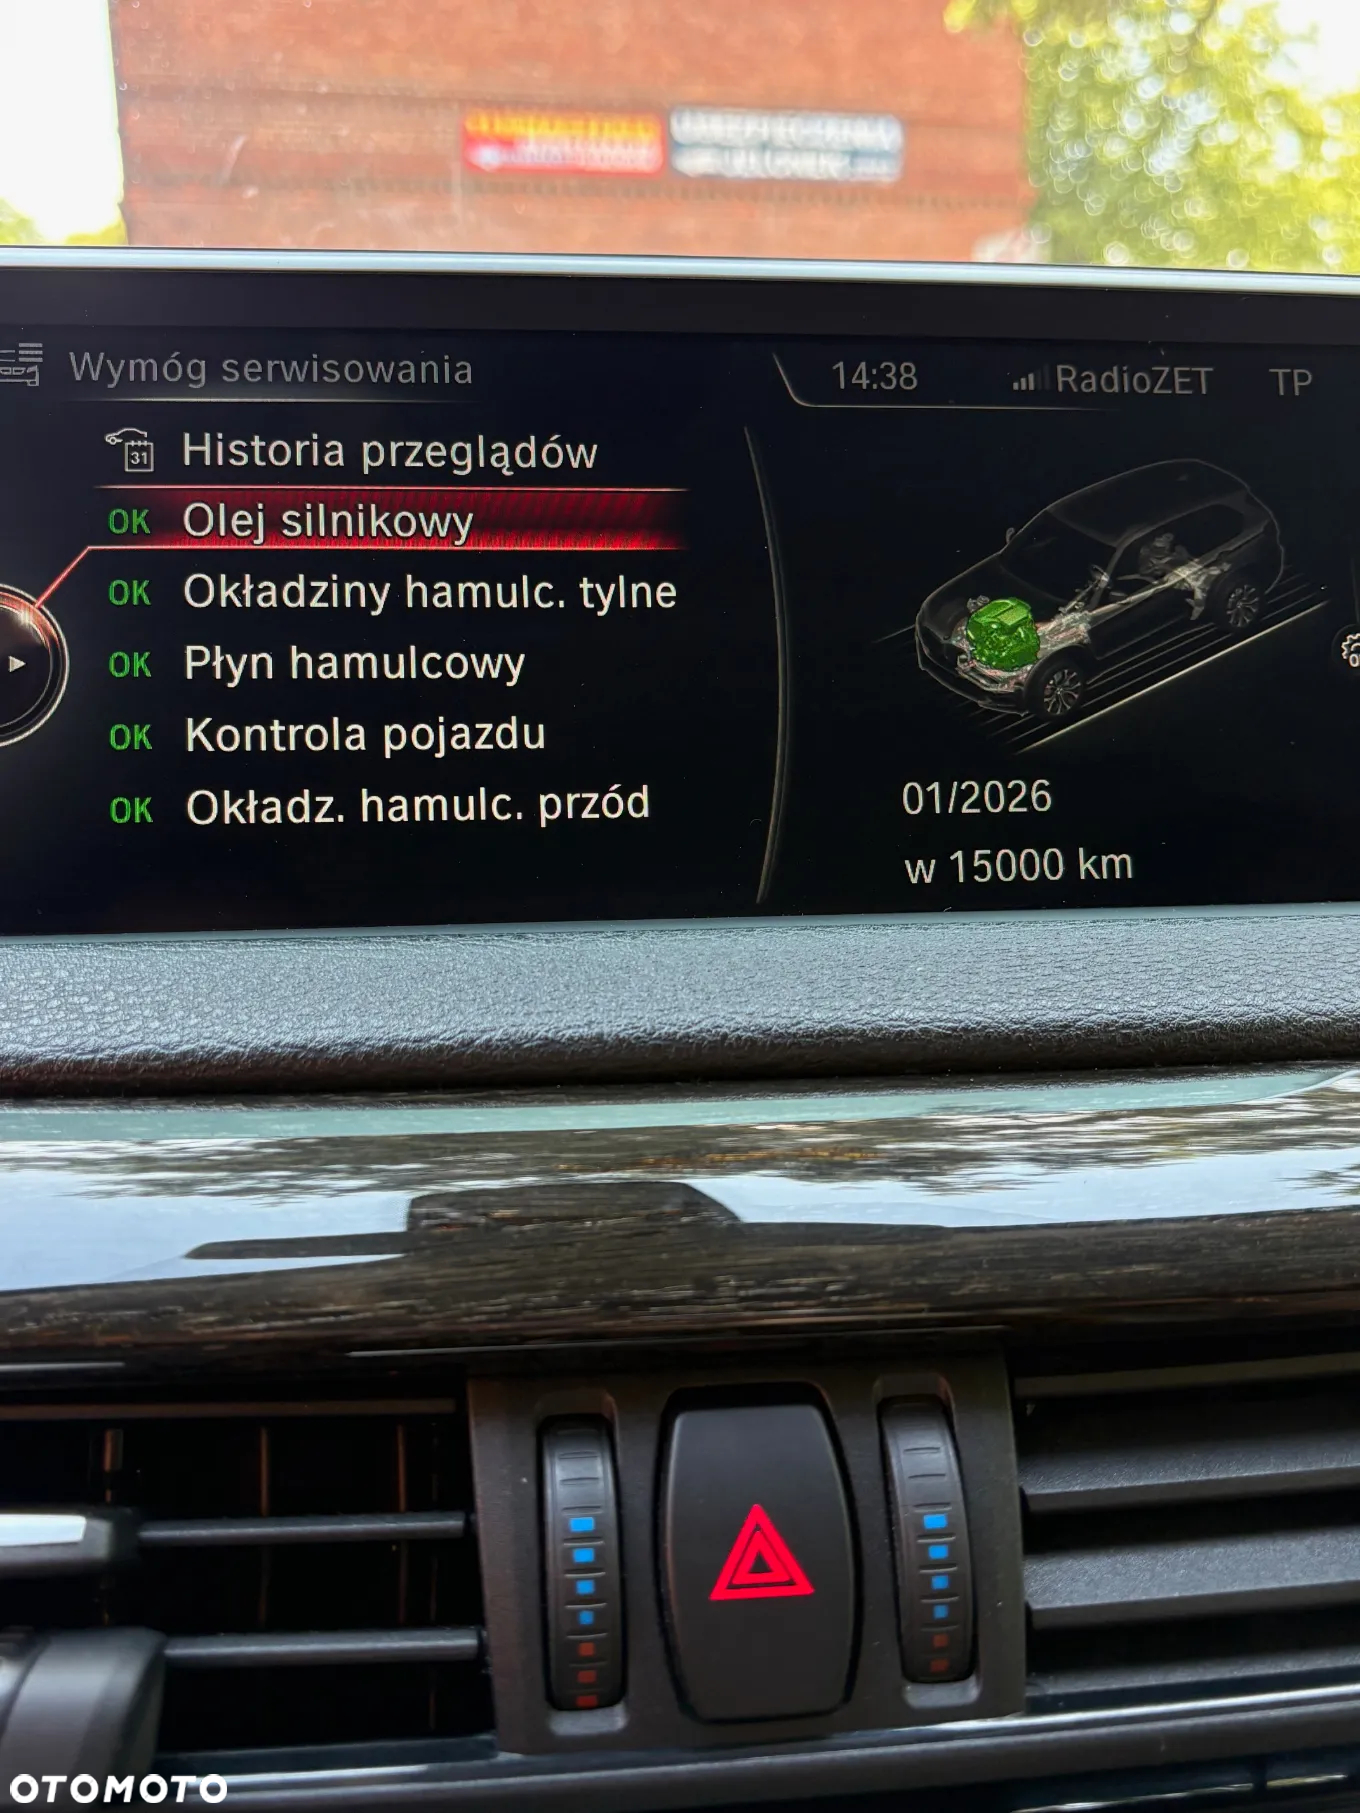 Wymóg serwisowania
14:38
RadioZET
TP
31
Historia przeglądów
OK Olej silnikowy
OK Okładziny hamulc. tylne
OK Płyn hamulcowy
OK Kontrola pojazdu
OK Okładz. hamulc. przód
01/2026
w 15000 km
OTOMOTO